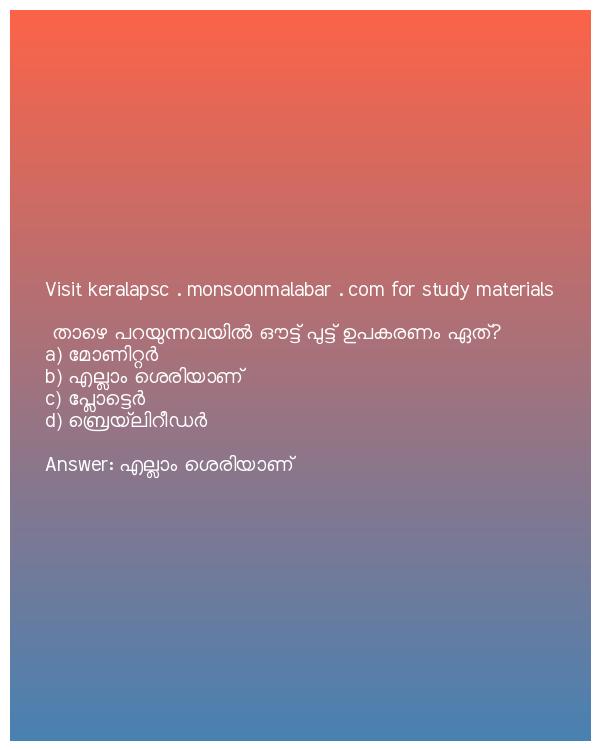 Visit keralapsc . monsoonmalabar . com for study materials
താഴെ പറയുന്നവയിൽ ഔട്ട് പുട്ട് ഉപകരണം ഏത്?
a) മോണിറ്റർ
b) എല്ലാം ശെരിയാണ്
c) പ്ലോട്ടെർ
d) ബ്രെയ്‌ലിറീഡർ
Answer: എല്ലാം ശെരിയാണ്